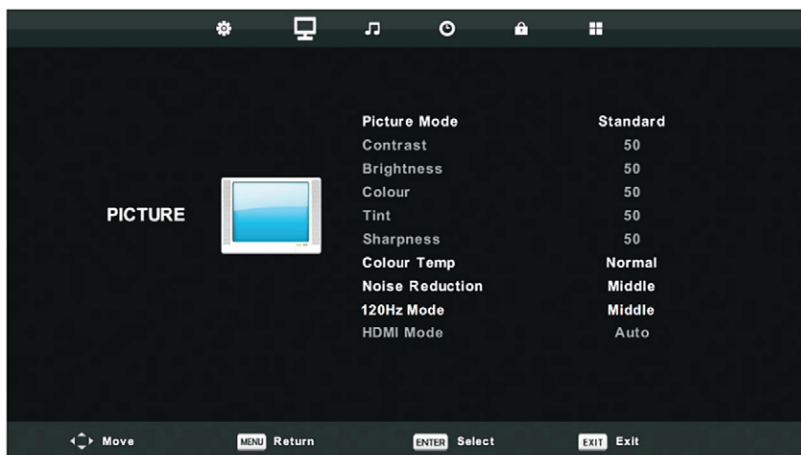 PICTURE
Picture Mode Standard
Contrast 50
Brightness 50
Colour 50
Tint 50
Sharpness 50
Colour Temp Normal
Noise Reduction Middle
120Hz Mode Middle
HDMI Mode Auto
Move MENU Return ENTER Select EXIT Exit